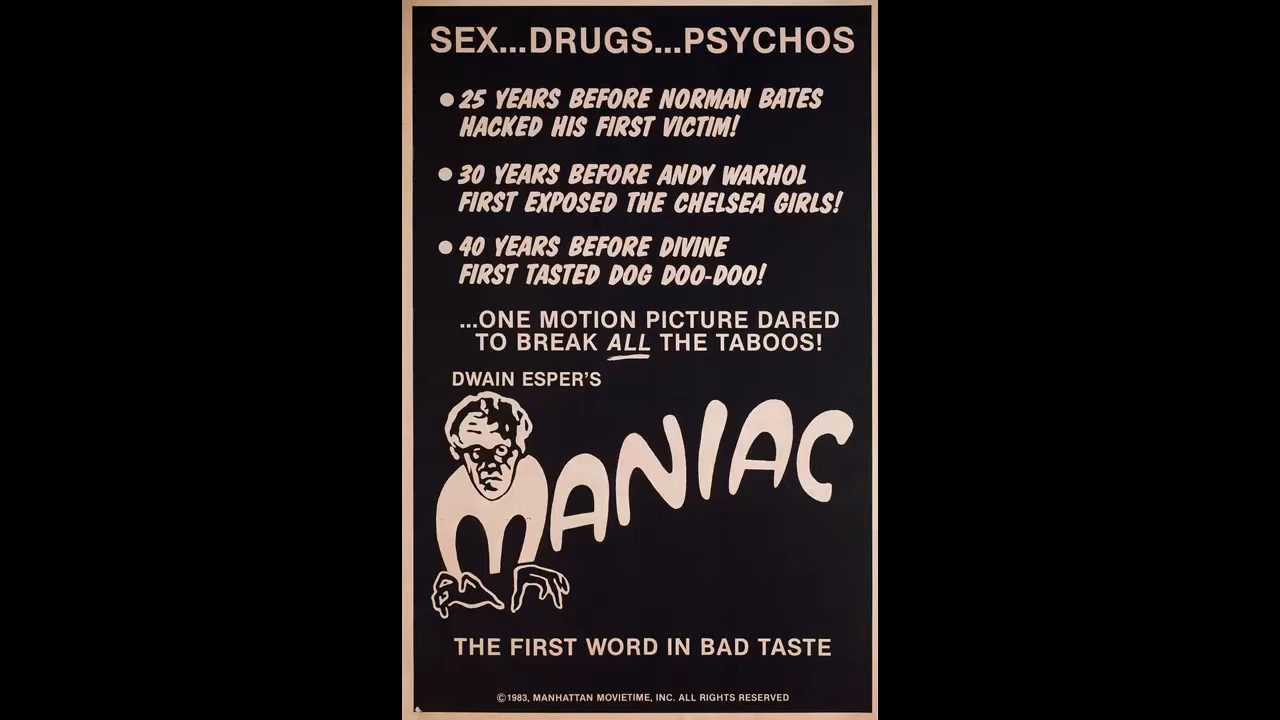 SEX...DRUGS...PSYCHOS
● 25 YEARS BEFORE NORMAN BATES
HACKED HIS FIRST VICTIM!
● 30 YEARS BEFORE ANDY WARHOL
FIRST EXPOSED THE CHELSEA GIRLS!
● 40 YEARS BEFORE DIVINE
FIRST TASTED DOG DOO-DOO!
...ONE MOTION PICTURE DARED
TO BREAK ALL THE TABOOS!
DWAIN ESPER'S
MANIAC
THE FIRST WORD IN BAD TASTE
©1983, MANHATTAN MOVIETIME, INC. ALL RIGHTS RESERVED